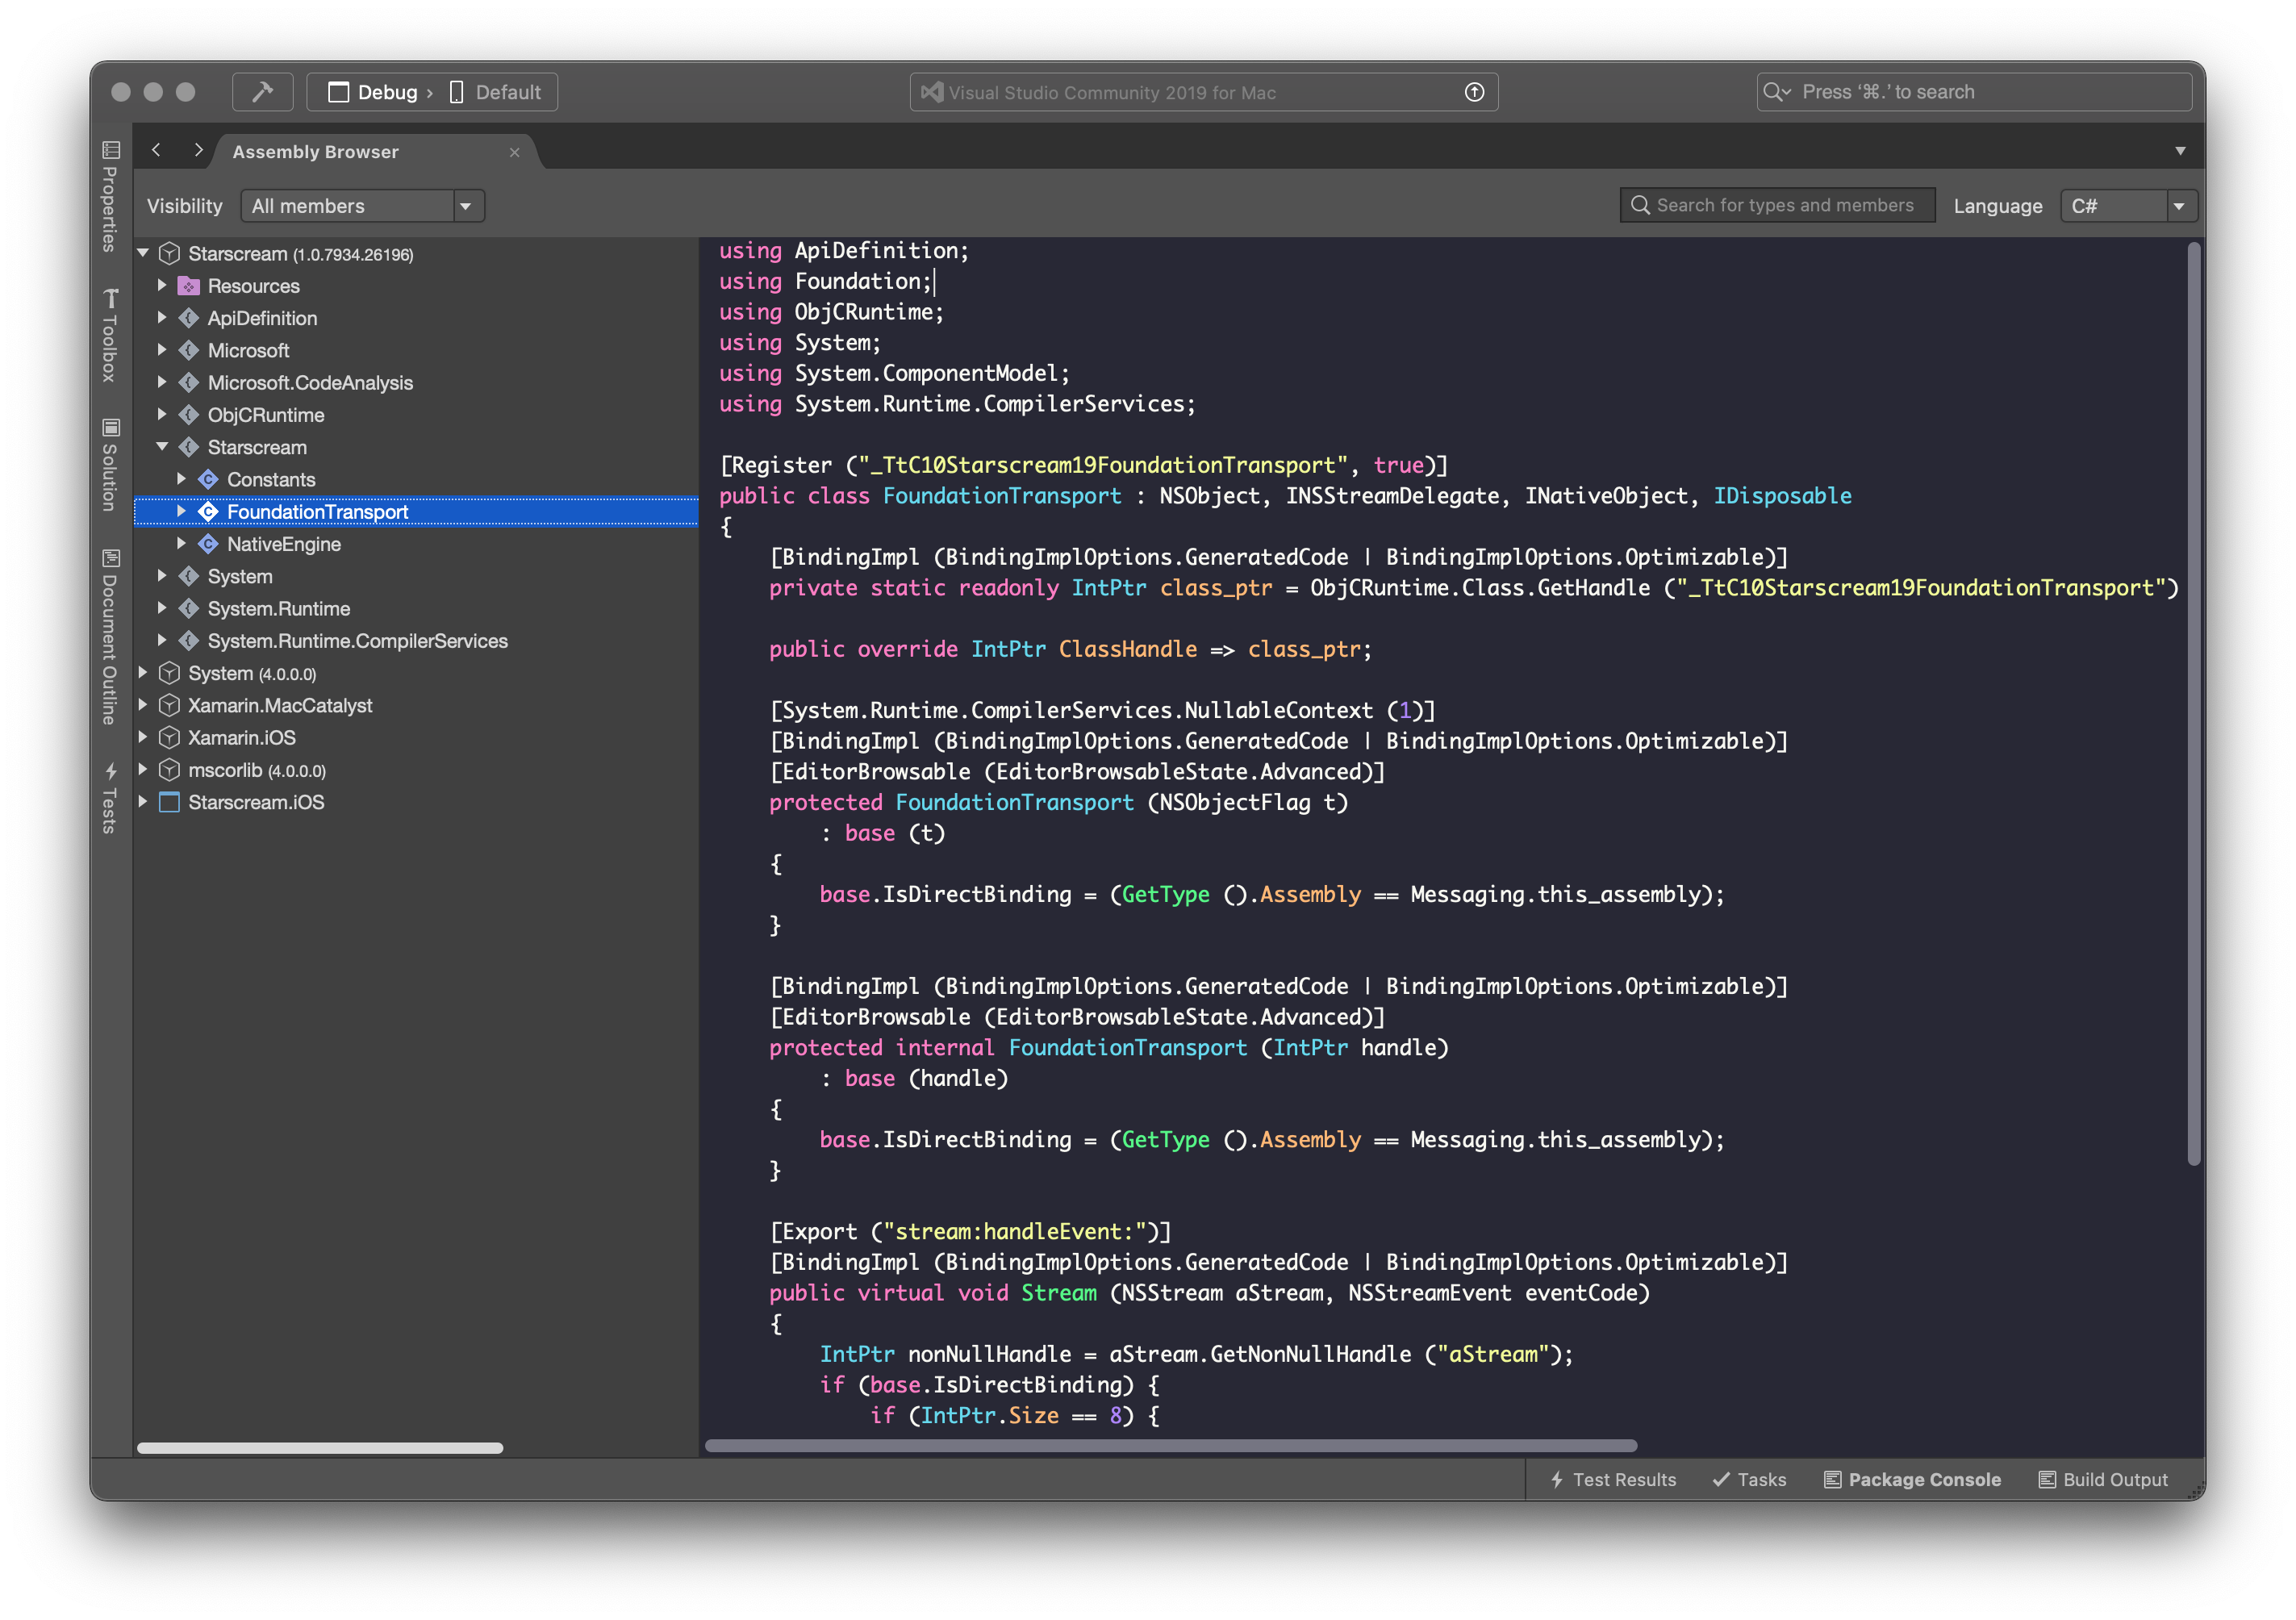 Debug › Default
Visual Studio Community 2019 for Mac
Press ‘⌘.’ to search
Assembly Browser
Visibility
All members
Search for types and members
Language
C#
Properties
Toolbox
Solution
Document Outline
Tests
Starscream (1.0.7934.26196)
Resources
ApiDefinition
Microsoft
Microsoft.CodeAnalysis
ObjCRuntime
Starscream
Constants
FoundationTransport
NativeEngine
System
System.Runtime
System.Runtime.CompilerServices
System (4.0.0.0)
Xamarin.MacCatalyst
Xamarin.iOS
mscorlib (4.0.0.0)
Starscream.iOS
using ApiDefinition;
using Foundation;
using ObjCRuntime;
using System;
using System.ComponentModel;
using System.Runtime.CompilerServices;
[Register ("_TtC10Starscream19FoundationTransport", true)]
public class FoundationTransport : NSObject, INSStreamDelegate, INativeObject, IDisposable
{
[BindingImpl (BindingImplOptions.GeneratedCode | BindingImplOptions.Optimizable)]
private static readonly IntPtr class_ptr = ObjCRuntime.Class.GetHandle ("_TtC10Starscream19FoundationTransport")
public override IntPtr ClassHandle => class_ptr;
[System.Runtime.CompilerServices.NullableContext (1)]
[BindingImpl (BindingImplOptions.GeneratedCode | BindingImplOptions.Optimizable)]
[EditorBrowsable (EditorBrowsableState.Advanced)]
protected FoundationTransport (NSObjectFlag t)
: base (t)
{
base.IsDirectBinding = (GetType ().Assembly == Messaging.this_assembly);
}
[BindingImpl (BindingImplOptions.GeneratedCode | BindingImplOptions.Optimizable)]
[EditorBrowsable (EditorBrowsableState.Advanced)]
protected internal FoundationTransport (IntPtr handle)
: base (handle)
{
base.IsDirectBinding = (GetType ().Assembly == Messaging.this_assembly);
}
[Export ("stream:handleEvent:")]
[BindingImpl (BindingImplOptions.GeneratedCode | BindingImplOptions.Optimizable)]
public virtual void Stream (NSStream aStream, NSStreamEvent eventCode)
{
IntPtr nonNullHandle = aStream.GetNonNullHandle ("aStream");
if (base.IsDirectBinding) {
if (IntPtr.Size == 8) {
Test Results
Tasks
Package Console
Build Output